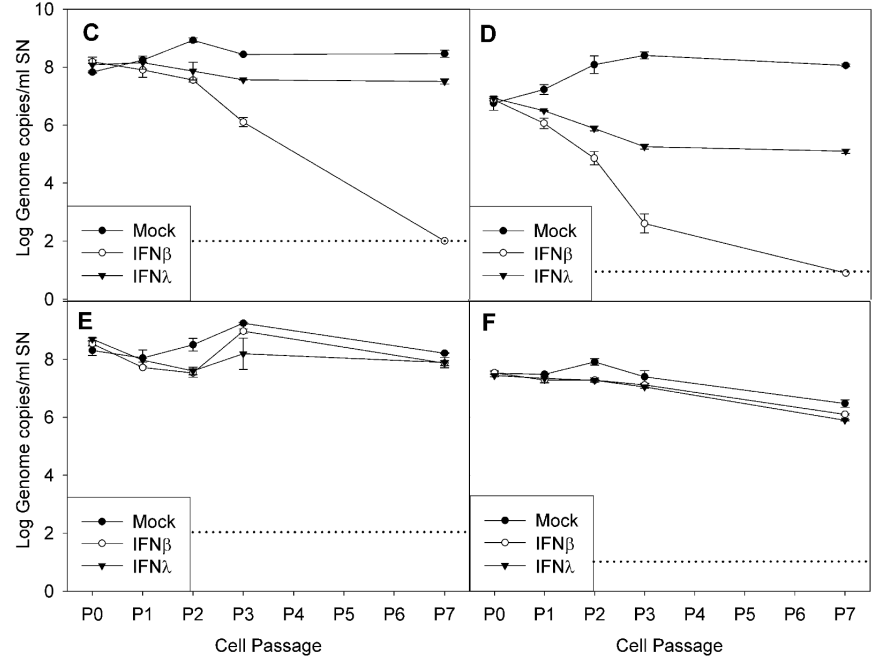 C
D
Log Genome copies/ml SN
10
8
6
4
2
0
Mock
IFNβ
IFNλ
Mock
IFNβ
IFNλ
E
F
Log Genome copies/ml SN
8
6
4
2
0
Mock
IFNβ
IFNλ
Mock
IFNβ
IFNλ
P0 P1 P2 P3 P4 P5 P6 P7
P0 P1 P2 P3 P4 P5 P6 P7
Cell Passage
Cell Passage